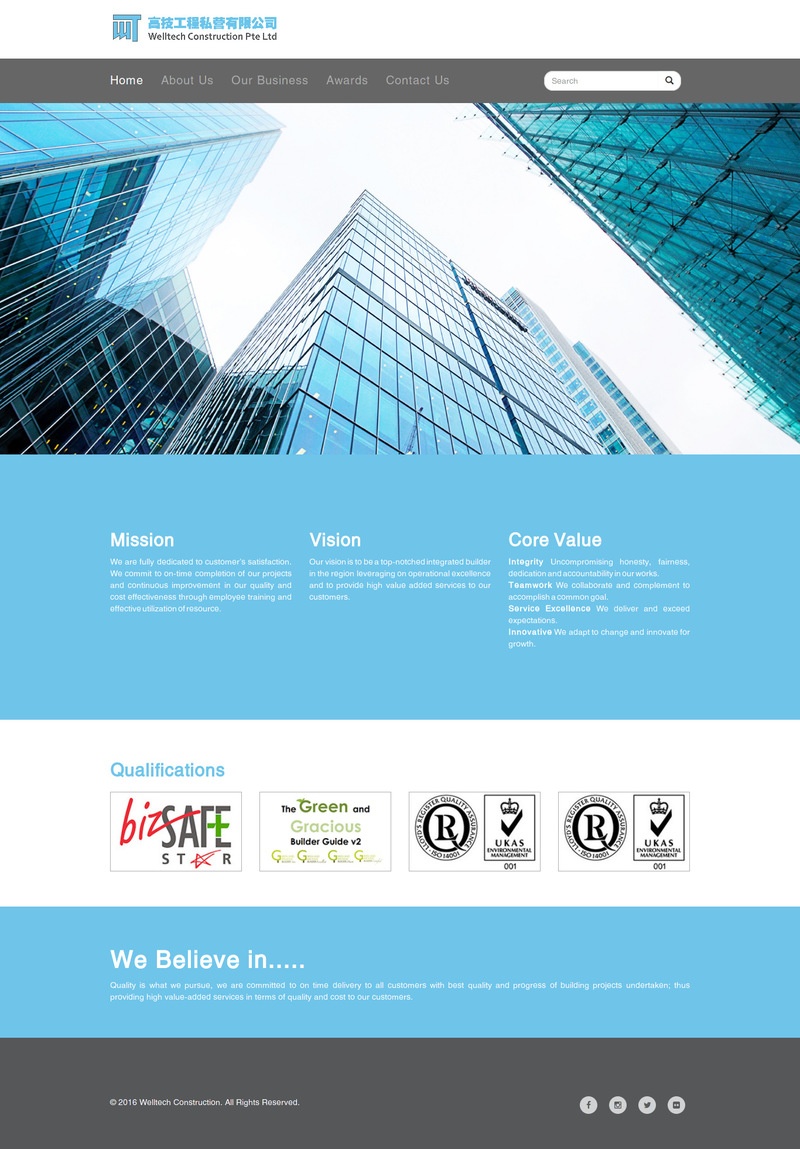 高技工程私营有限公司
Welltech Construction Pte Ltd
Home About Us Our Business Awards Contact Us Search
Mission
We are fully dedicated to customer's satisfaction.
We commit to on-time completion of our projects
and continuous improvement in our quality and
cost effectiveness through employee training and
effective utilization of resource.
Vision
Our vision is to be a top-notched integrated builder
in the region leveraging on operational excellence
and to provide high value added services to our
customers.
Core Value
Integrity Uncompromising honesty, fairness,
dedication and accountability in our works.
Teamwork We collaborate and complement to
accomplish a common goal.
Service Excellence We deliver and exceed
expectations.
Innovative We adapt to change and innovate for
growth.
Qualifications
bizSAFE
STAR
The Green and
Gracious
Builder Guide v2
LLOYD'S REGISTER QUALITY ASSURANCE
LRQ
ISO 14001
UKAS
ENVIRONMENTAL
MANAGEMENT
001
LLOYD'S REGISTER QUALITY ASSURANCE
LRQ
ISO 14001
UKAS
ENVIRONMENTAL
MANAGEMENT
001
We Believe in.....
Quality is what we pursue, we are committed to on time delivery to all customers with best quality and progress of building projects undertaken; thus
providing high value-added services in terms of quality and cost to our customers.
© 2016 Welltech Construction. All Rights Reserved.